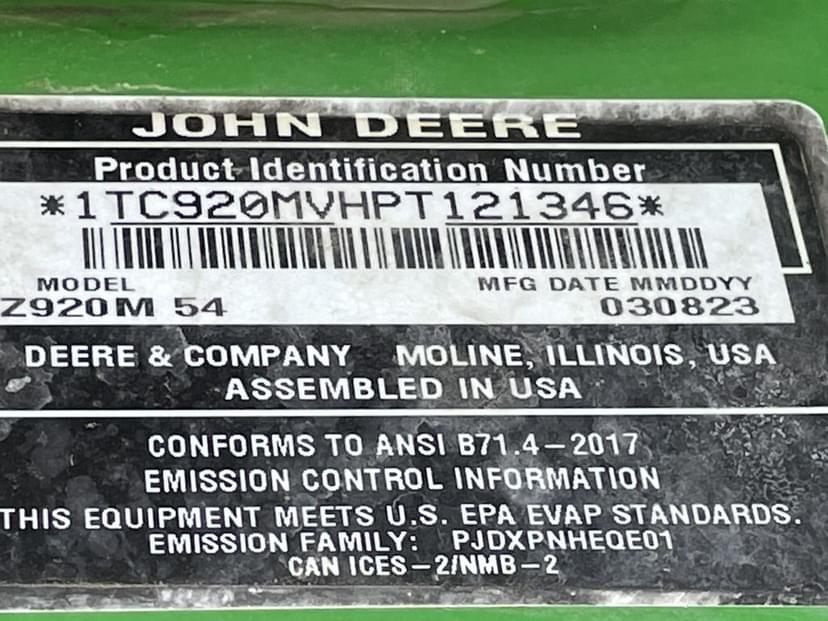 JOHN DEERE
Product Identification Number
*1TC920MVHPT121346*
MODEL MFG DATE MMDDYY
Z920M 54 030823
DEERE & COMPANY MOLINE, ILLINOIS, USA
ASSEMBLED IN USA
CONFORMS TO ANSI B71.4-2017
EMISSION CONTROL INFORMATION
THIS EQUIPMENT MEETS U.S. EPA EVAP STANDARDS.
EMISSION FAMILY: PJDXPNHEQE01
CAN ICES-2/NMB-2